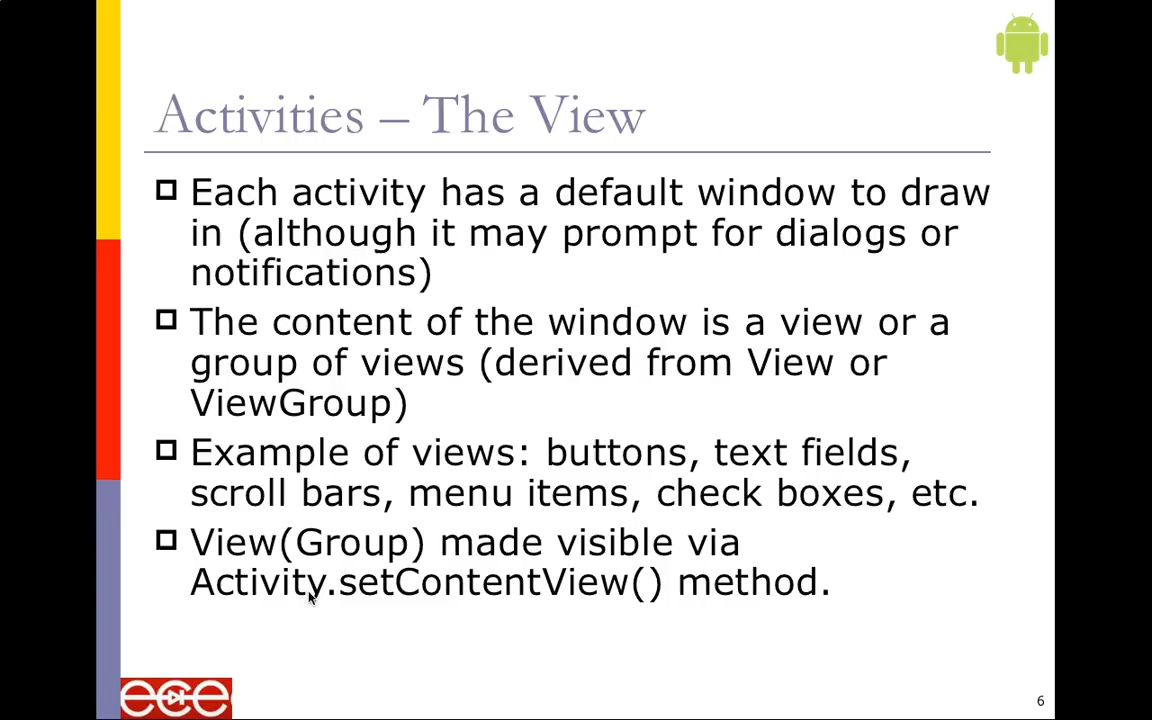 Activities – The View
Each activity has a default window to draw
in (although it may prompt for dialogs or
notifications)
The content of the window is a view or a
group of views (derived from View or
ViewGroup)
Example of views: buttons, text fields,
scroll bars, menu items, check boxes, etc.
View(Group) made visible via
Activity.setContentView() method.
ece
6